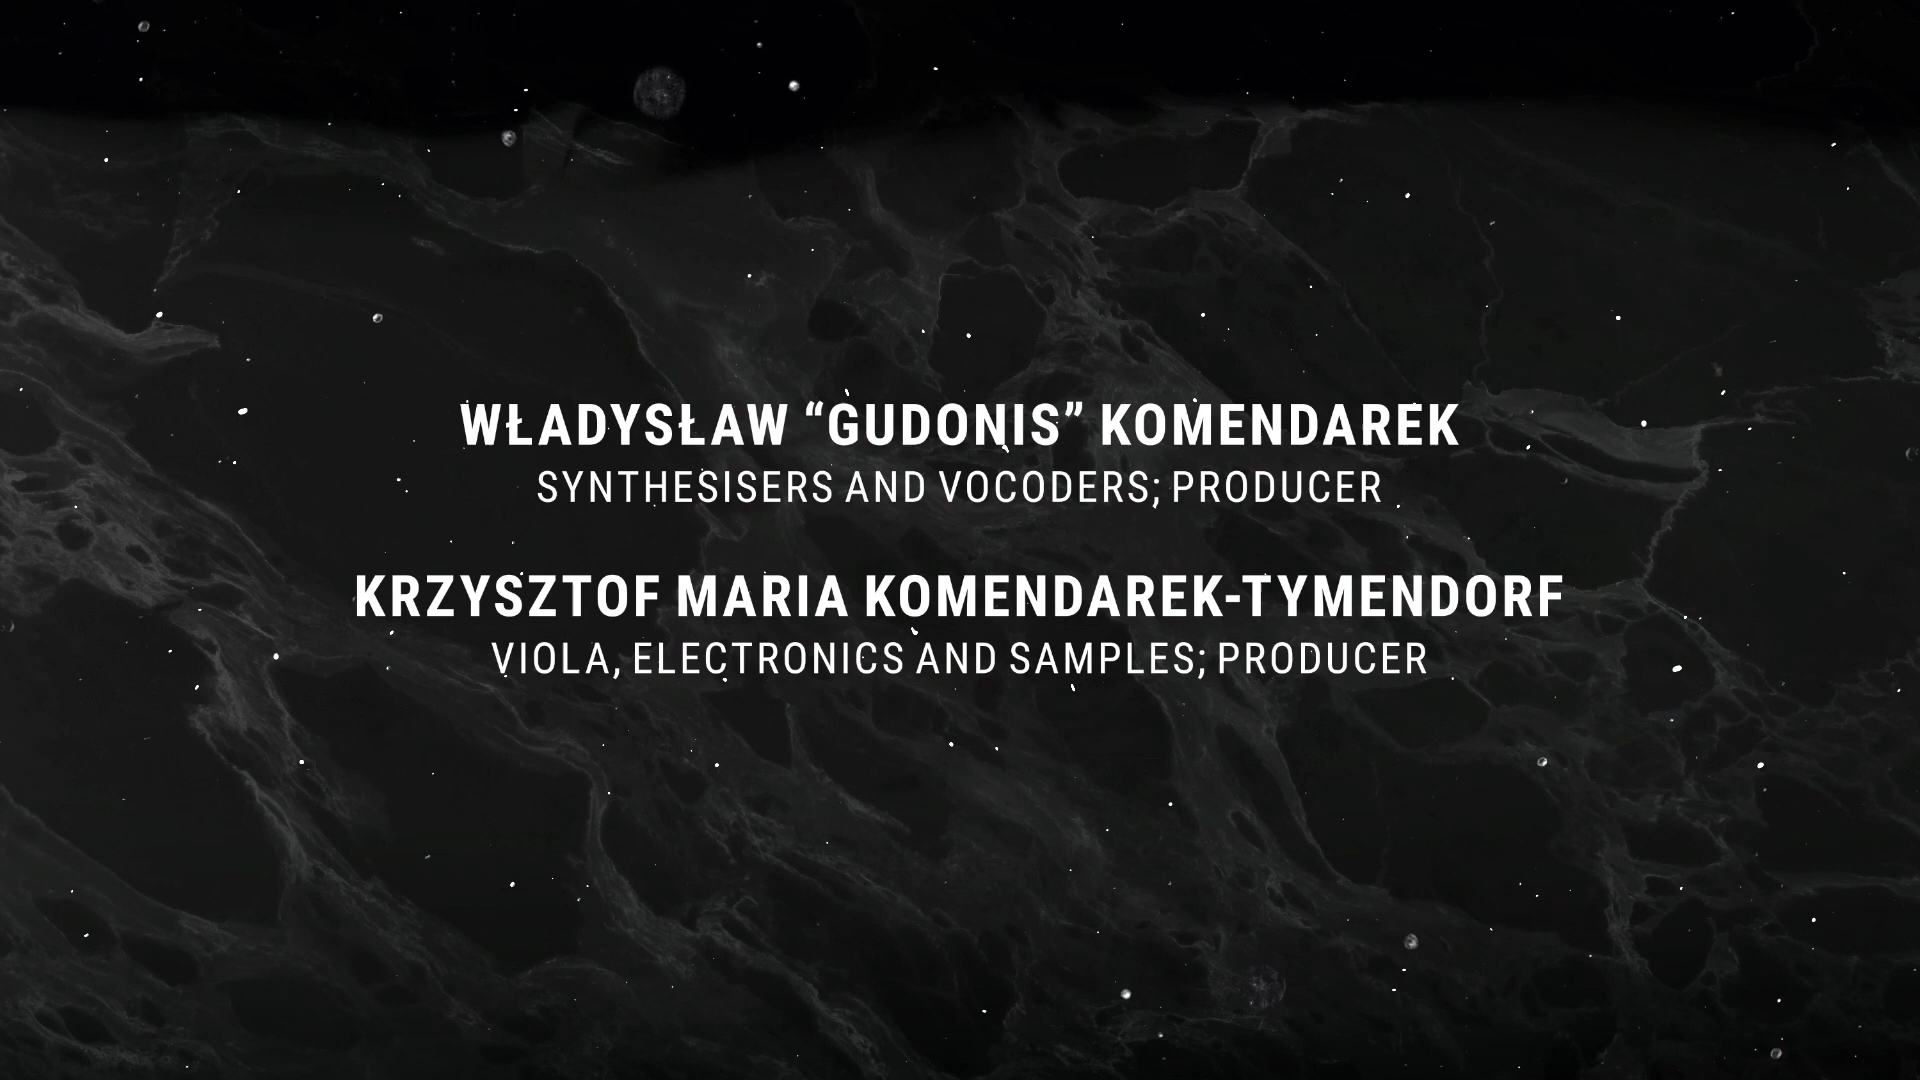 WŁADYSŁAW “GUDONIS” KOMENDAREK
SYNTHESISERS AND VOCODERS; PRODUCER
KRZYSZTOF MARIA KOMENDAREK-TYMENDORF
VIOLA, ELECTRONICS AND SAMPLES; PRODUCER